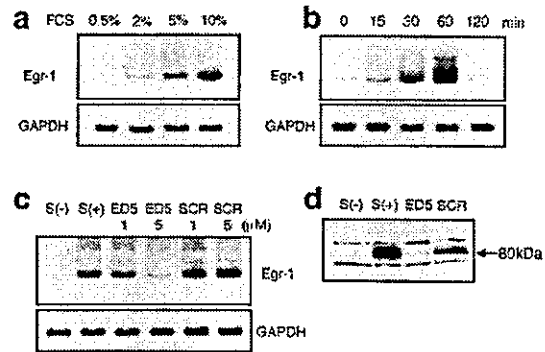 a FCS 0.5% 2% 5% 10%
Egr-1
GAPDH
b 0 15 30 60 120 min
Egr-1
GAPDH
c S(-) S(+) ED5 ED5 SCR SCR
1 5 1 5 (μM)
Egr-1
GAPDH
d S(-) S(+) ED5 SCR
80kDa